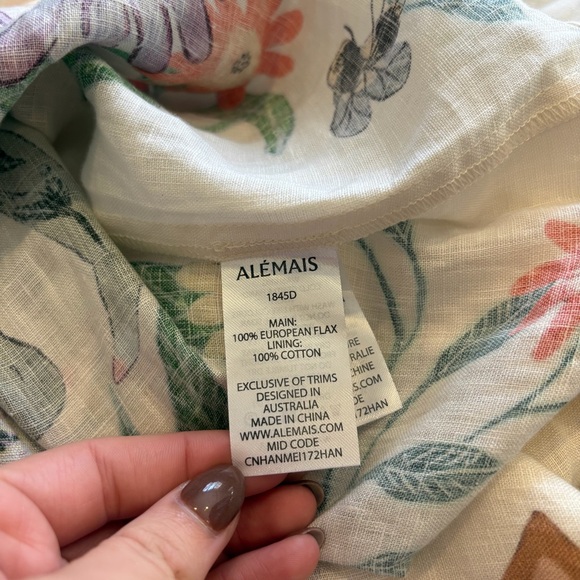 ALÉMAIS
1845D
MAIN:
100% EUROPEAN FLAX
LINING:
100% COTTON
EXCLUSIVE OF TRIMS
DESIGNED IN
AUSTRALIA
MADE IN CHINA
WWW.ALEMAIS.COM
MID CODE
CNHANMEI172HAN